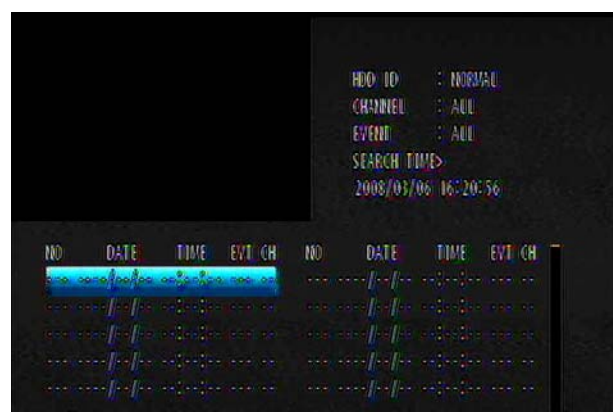 HDD ID : NORMAL
CHANNEL : ALL
EVENT : ALL
SEARCH TIME>
2008/03/06 16:20:56
NO DATE TIME EVT CH NO DATE TIME EVT CH
--- ----/--/-- --:--:-- --- -- --- ----/--/-- --:--:-- --- --
--- ----/--/-- --:--:-- --- -- --- ----/--/-- --:--:-- --- --
--- ----/--/-- --:--:-- --- -- --- ----/--/-- --:--:-- --- --
--- ----/--/-- --:--:-- --- -- --- ----/--/-- --:--:-- --- --
--- ----/--/-- --:--:-- --- -- --- ----/--/-- --:--:-- --- --